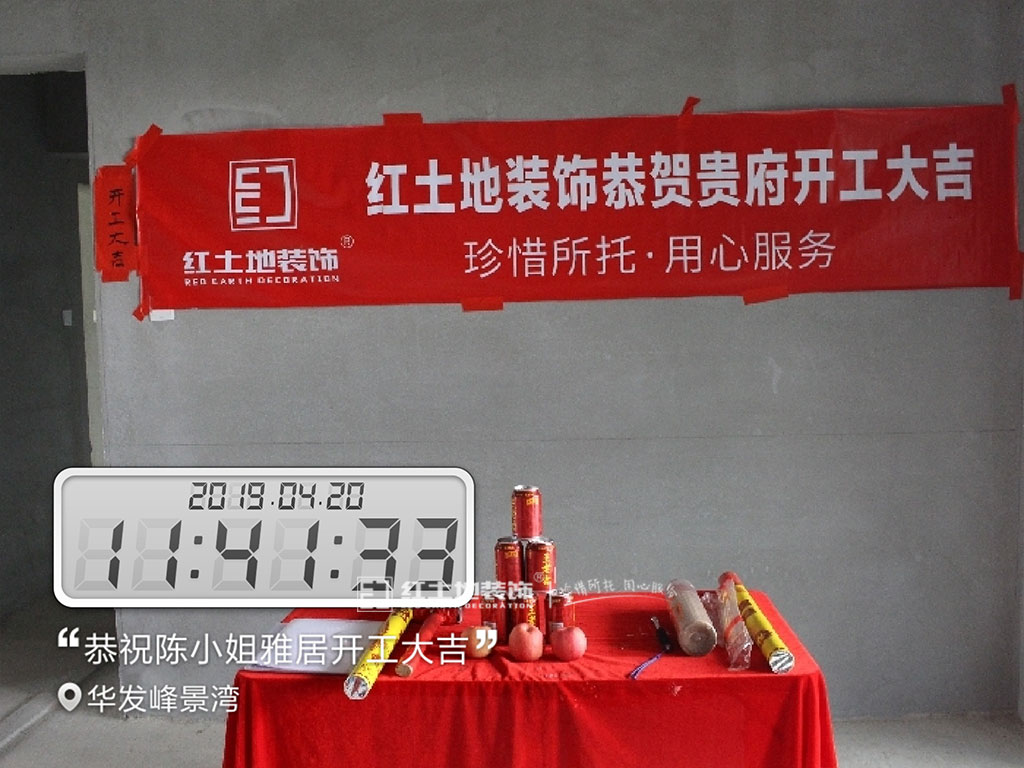 红土地装饰恭贺贵府开工大吉
珍惜所托·用心服务
红土地装饰®
RED EARTH DECORATION
开工大吉
2019.04.20
11:41:33
红土地装饰®
DECORATION
“恭祝陈小姐雅居开工大吉”
华发峰景湾